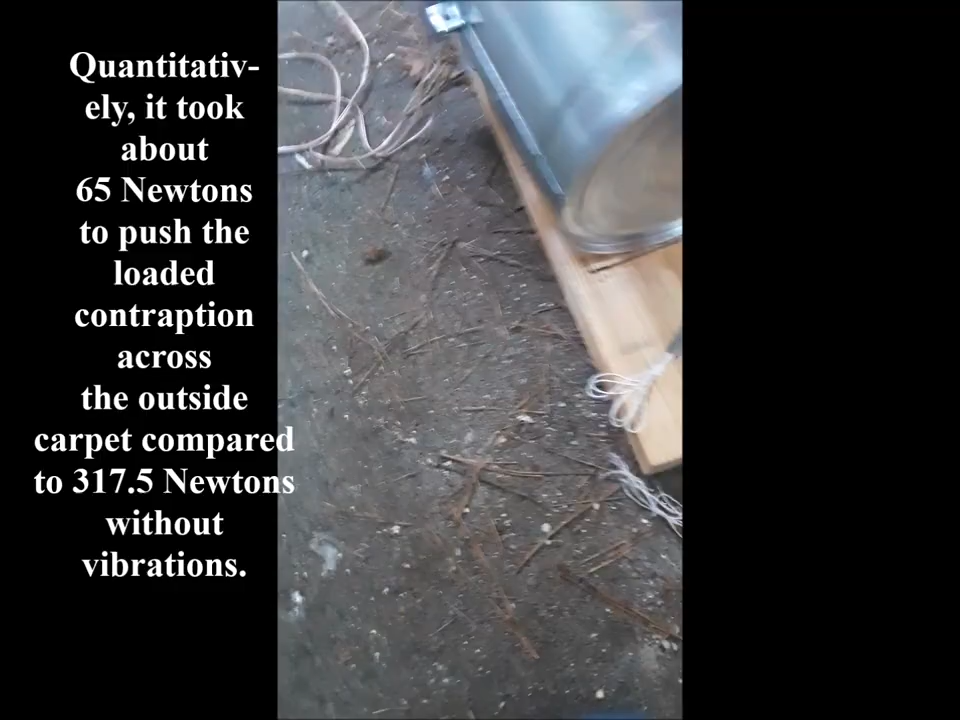 Quantitativ-
ely, it took
about
65 Newtons
to push the
loaded
contraption
across
the outside
carpet compared
to 317.5 Newtons
without
vibrations.